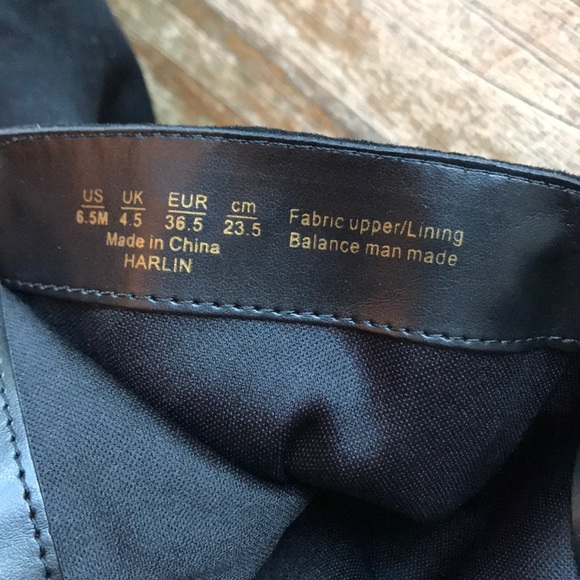 US UK EUR cm
6.5M 4.5 36.5 23.5
Made in China
HARLIN
Fabric upper/Lining
Balance man made